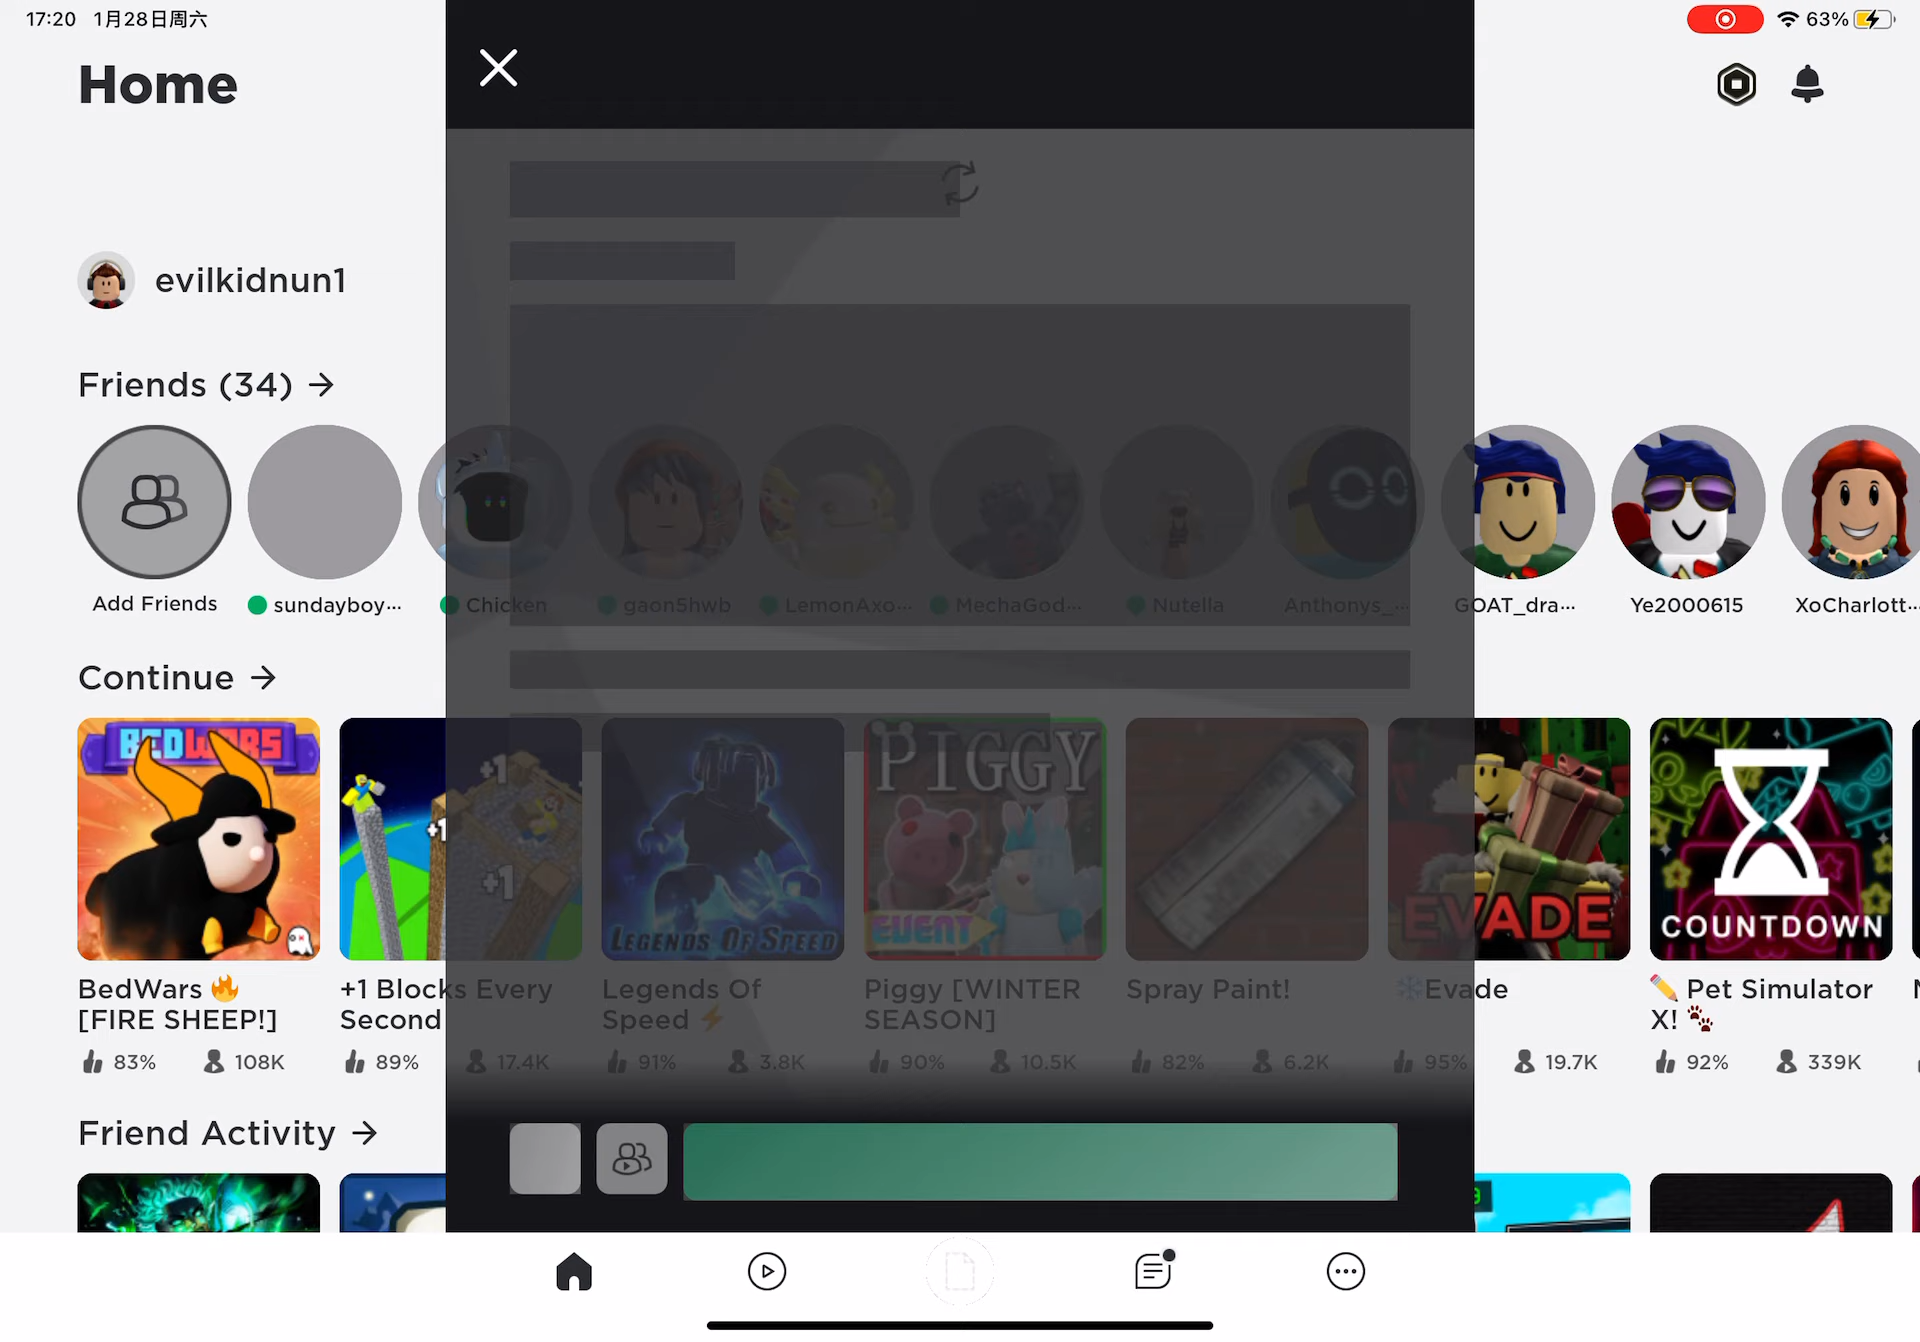 17:20 1月28日周六
63%
Home
evilkidnun1
Friends (34)
Add Friends
sundayboy...
Chicken
gaon5hwb
LemonAxo...
MechaGod...
Nutella
Anthonys_...
GOAT_dra...
Ye2000615
XoCharlott...
Continue
BEDWARS
+1
+1
+1
LEGENDS OF SPEED
PIGGY
EVENT
EVADE
COUNTDOWN
BedWars 🔥
[FIRE SHEEP!]
+1 Blocks Every
Second
Legends Of
Speed ⚡
Piggy [WINTER
SEASON]
Spray Paint!
❄️Evade
✏️ Pet Simulator
X! 🐾
83% 108K
89% 17.4K
91% 3.8K
90% 10.5K
82% 6.2K
95% 19.7K
92% 339K
Friend Activity